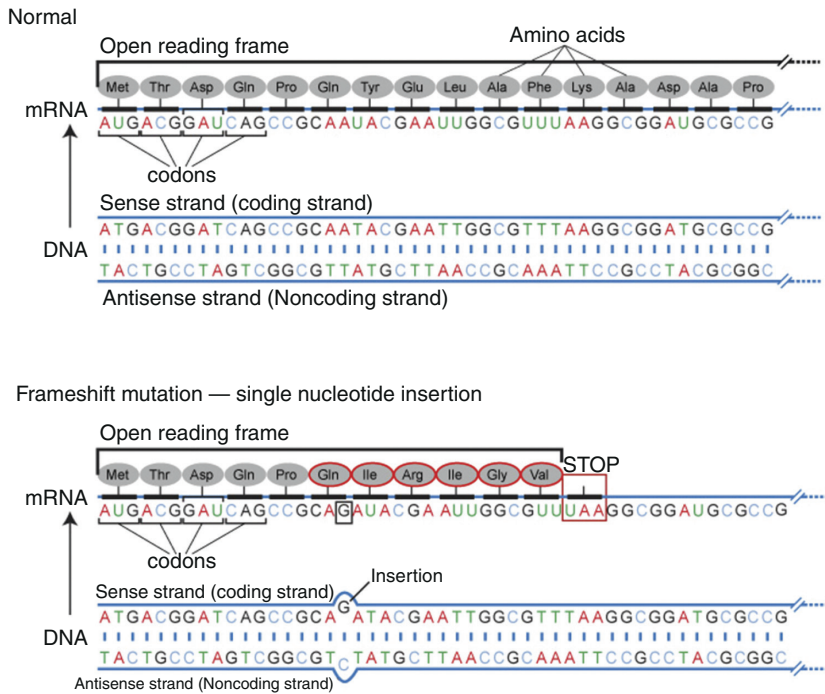 Normal
Open reading frame
Amino acids
Met Thr Asp Gln Pro Gln Tyr Glu Leu Ala Phe Lys Ala Asp Ala Pro
mRNA
AUGACGGAUCAGCCGCAAUACGAAUUGGCGUUUAAGGCGGAUGCGCCG
codons
Sense strand (coding strand)
ATGACGGATCAGCCGCAATACGAATTGGCGTTTAAGGCGGATGCGCCG
DNA
TACTGCCTAGTCGGCGTTATGCTTAACCGCAAATTCCGCCTACGCGGC
Antisense strand (Noncoding strand)
Frameshift mutation — single nucleotide insertion
Open reading frame
STOP
Met Thr Asp Gln Pro Gln Ile Arg Ile Gly Val
mRNA
AUGACGGAUCAGCCGCAGAUACGAAUUGGCGUUUAAGGCGGAUGCGCCG
codons
Insertion
Sense strand (coding strand)
ATGACGGATCAGCCGCAGATACGAATTGGCGTTTAAGGCGGATGCGCCG
DNA
TACTGCCTAGTCGGCGTCTATGCTTAACCGCAAATTCCGCCTACGCGGC
Antisense strand (Noncoding strand)